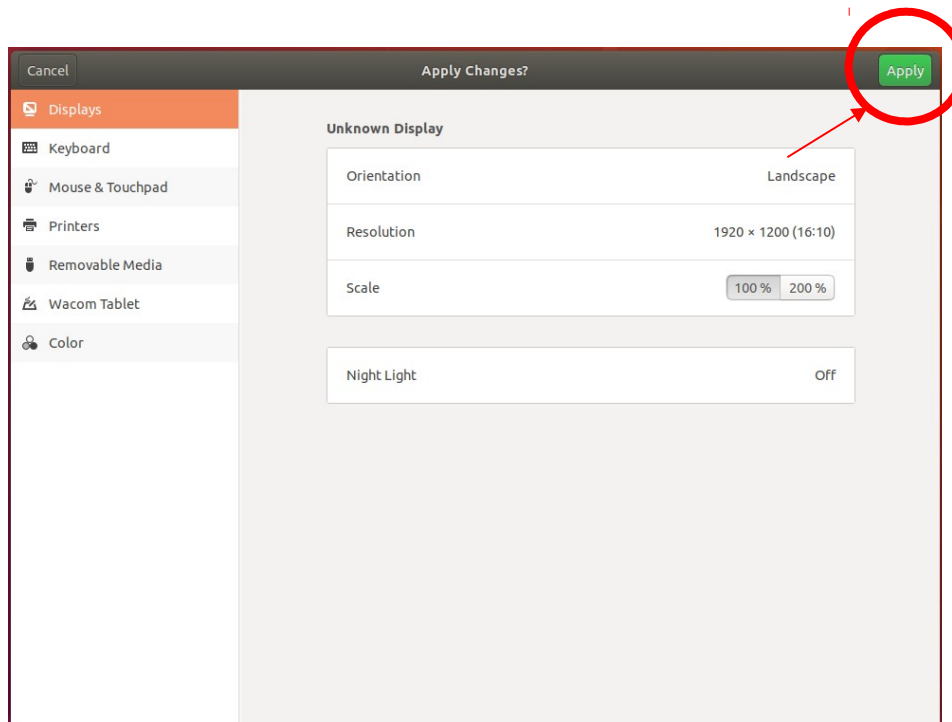 Cancel
Apply Changes?
Apply
Displays
Keyboard
Mouse & Touchpad
Printers
Removable Media
Wacom Tablet
Color
Unknown Display
Orientation Landscape
Resolution 1920 × 1200 (16:10)
Scale 100 % 200 %
Night Light Off